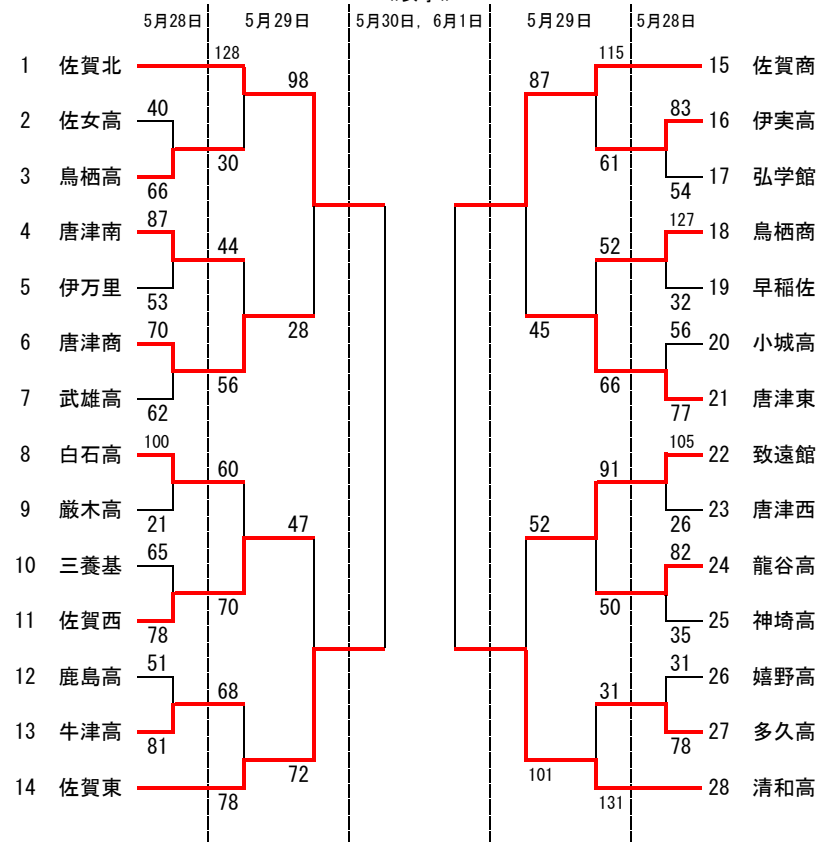 5月28日 5月29日 5月30日, 6月1日 5月29日 5月28日
1 佐賀北 128 98 87 115 15 佐賀商
2 佐女高 40 83 16 伊実高
3 鳥栖高 66 30 61 54 17 弘学館
4 唐津南 87 44 52 127 18 鳥栖商
5 伊万里 53 32 19 早稲佐
6 唐津商 70 28 45 56 20 小城高
7 武雄高 62 56 66 77 21 唐津東
8 白石高 100 60 91 105 22 致遠館
9 厳木高 21 47 52 26 23 唐津西
10 三養基 65 82 24 龍谷高
11 佐賀西 78 70 50 35 25 神埼高
12 鹿島高 51 68 31 31 26 嬉野高
13 牛津高 81 78 27 多久高
14 佐賀東 78 72 101 131 28 清和高